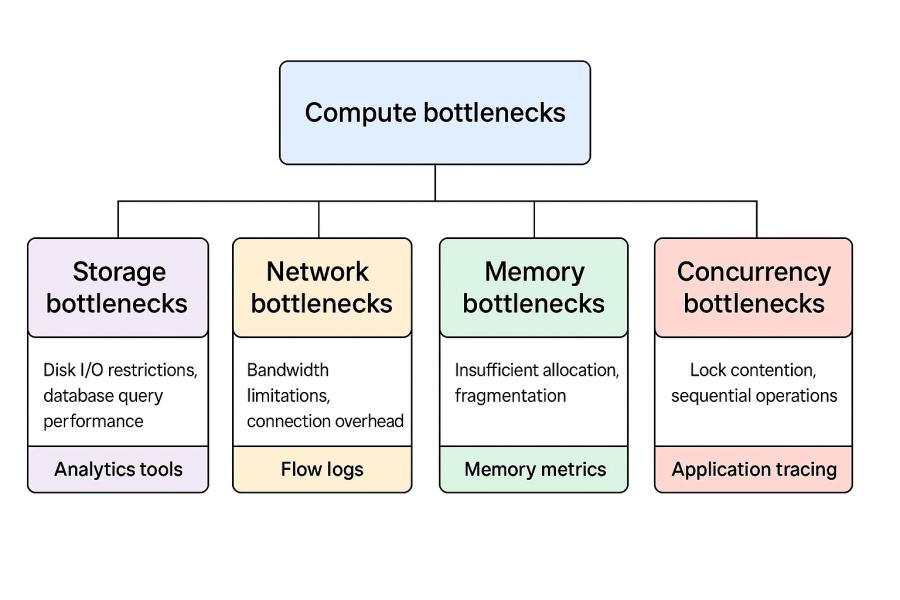 Compute bottlenecks
Storage
bottlenecks
Disk I/O restrictions,
database query
performance
Analytics tools
Network
bottlenecks
Bandwidth
limitations,
connection overhead
Flow logs
Memory
bottlenecks
Insufficient allocation,
fragmentation
Memory metrics
Concurrency
bottlenecks
Lock contention,
sequential operations
Application tracing